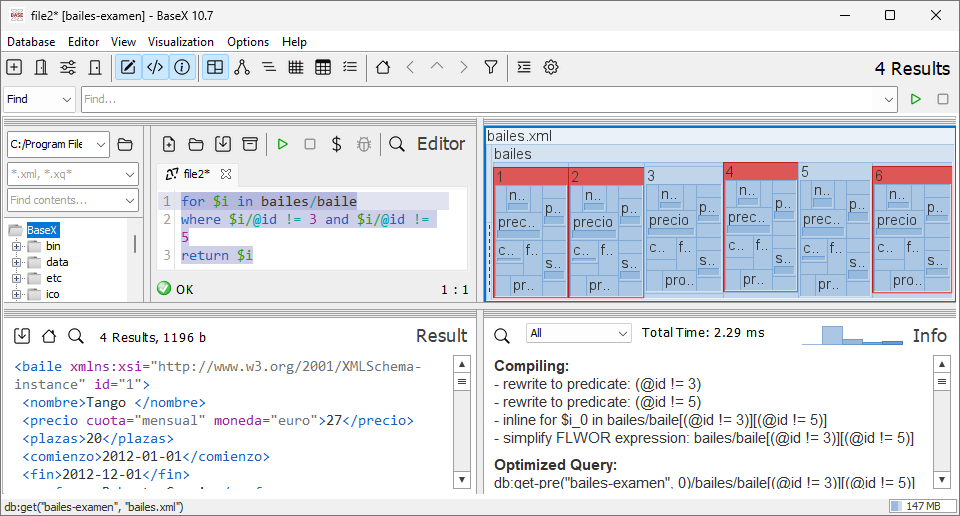 file2* [bailes-examen] - BaseX 10.7
Database Editor View Visualization Options Help
4 Results
Find Find...
C:/Program File
*.xml, *.xq*
Find contents...
BaseX
bin
data
etc
ico
Editor
file2*
1 for $i in bailes/baile
2 where $i/@id != 3 and $i/@id !=
5
3 return $i
OK 1 : 1
bailes.xml
bailes
1 2 3 4 5 6
n.. p.. n.. p.. n.. p.. n.. p.. n.. p.. n.. p..
prec.. precio precio prec.. prec.. precio
c.. f.. s.. c.. f.. s.. c.. f.. s.. c.. f.. s.. c.. f.. s.. c.. f.. s..
pr.. pr.. pro.. pr.. pr.. pro..
4 Results, 1196 b Result
<baile xmlns:xsi="http://www.w3.org/2001/XMLSchema-
instance" id="1">
<nombre>Tango </nombre>
<precio cuota="mensual" moneda="euro">27</precio>
<plazas>20</plazas>
<comienzo>2012-01-01</comienzo>
<fin>2012-12-01</fin>
All Total Time: 2.29 ms Info
Compiling:
- rewrite to predicate: (@id != 3)
- rewrite to predicate: (@id != 5)
- inline for $i_0 in bailes/baile[(@id != 3)][(@id != 5)]
- simplify FLWOR expression: bailes/baile[(@id != 3)][(@id != 5)]
Optimized Query:
db:get-pre("bailes-examen", 0)/bailes/baile[(@id != 3)][(@id != 5)]
db:get("bailes-examen", "bailes.xml") 147 MB